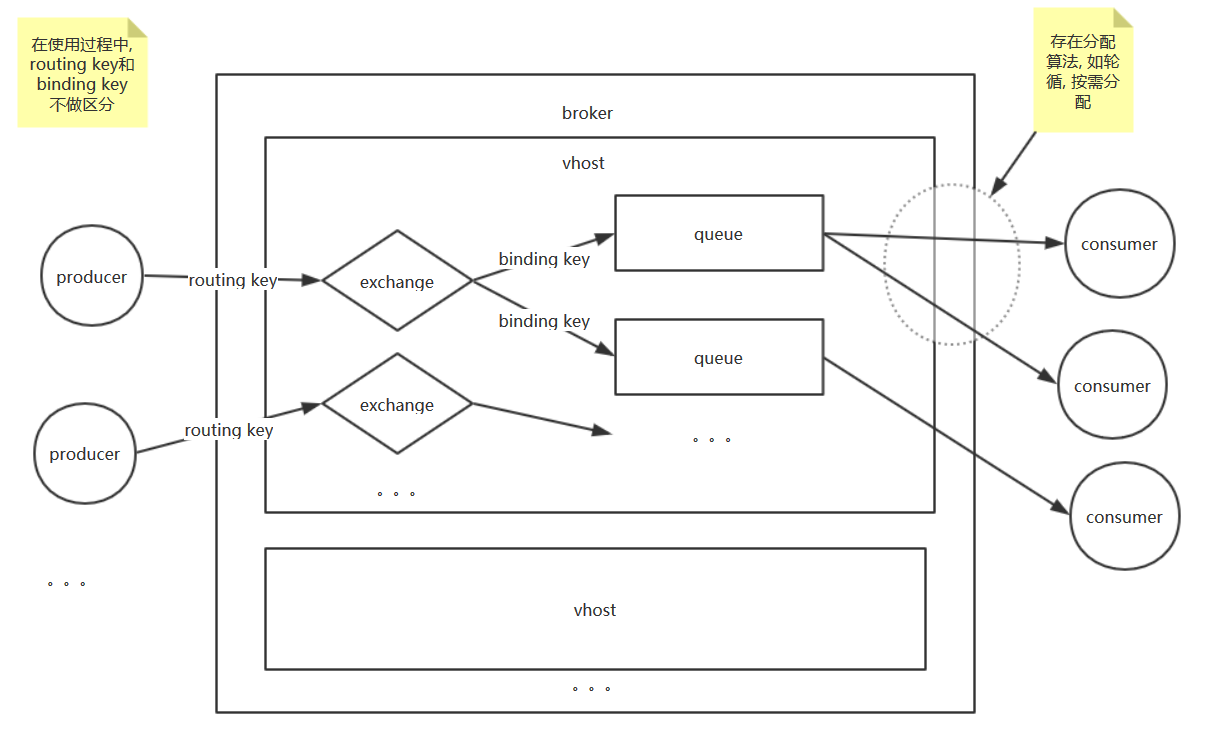 在使用过程中,
routing key和
binding key
不做区分
存在分配
算法, 如轮
循, 按需分
配
broker
vhost
producer
routing key
exchange
binding key
queue
consumer
binding key
queue
consumer
producer
routing key
exchange
。。。
。。。
consumer
。。。
vhost
。。。